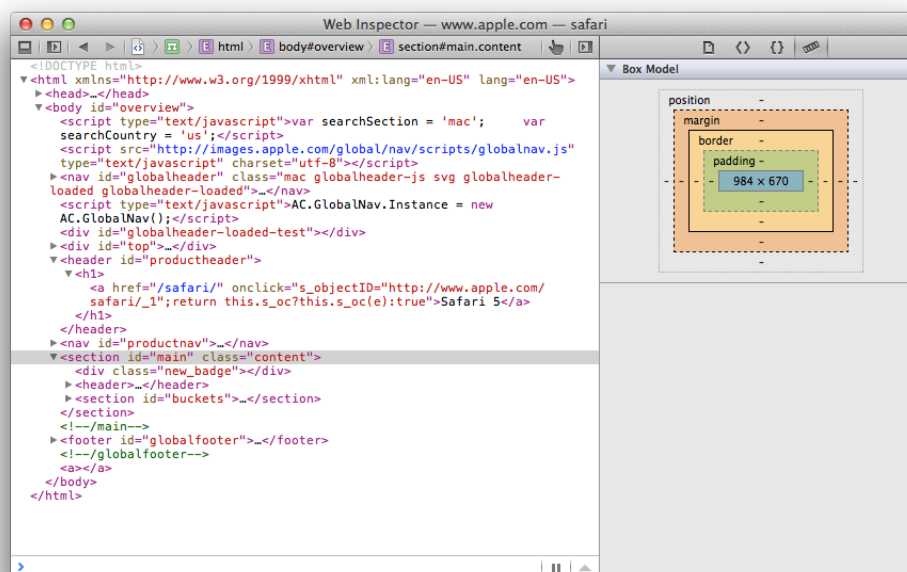 Web Inspector — www.apple.com — safari
html body#overview section#main.content
<!DOCTYPE html>
<html xmlns="http://www.w3.org/1999/xhtml" xml:lang="en-US" lang="en-US">
<head>…</head>
<body id="overview">
<script type="text/javascript">var searchSection = 'mac';     var
searchCountry = 'us';</script>
<script src="http://images.apple.com/global/nav/scripts/globalnav.js"
type="text/javascript" charset="utf-8"></script>
<nav id="globalheader" class="mac globalheader-js svg globalheader-
loaded globalheader-loaded">…</nav>
<script type="text/javascript">AC.GlobalNav.Instance = new
AC.GlobalNav();</script>
<div id="globalheader-loaded-test"></div>
<div id="top">…</div>
<header id="productheader">
<h1>
<a href="/safari/" onclick="s_objectID="http://www.apple.com/
safari/_1";return this.s_oc?this.s_oc(e):true">Safari 5</a>
</h1>
</header>
<nav id="productnav">…</nav>
<section id="main" class="content">
<div class="new_badge"></div>
<header>…</header>
<section id="buckets">…</section>
</section>
<!--/main-->
<footer id="globalfooter">…</footer>
<!--/globalfooter-->
<a></a>
</body>
</html>
Box Model
position -
margin -
border -
padding -
- - - - 984 × 670 - - - -
-
-
-
-